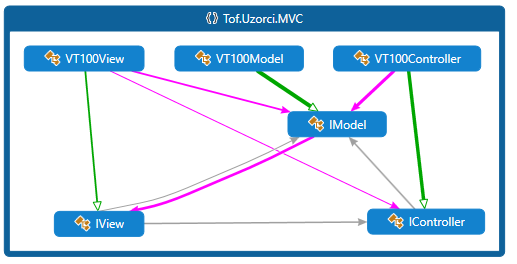 Tof.Uzorci.MVC
VT100View
VT100Model
VT100Controller
IModel
IView
IController